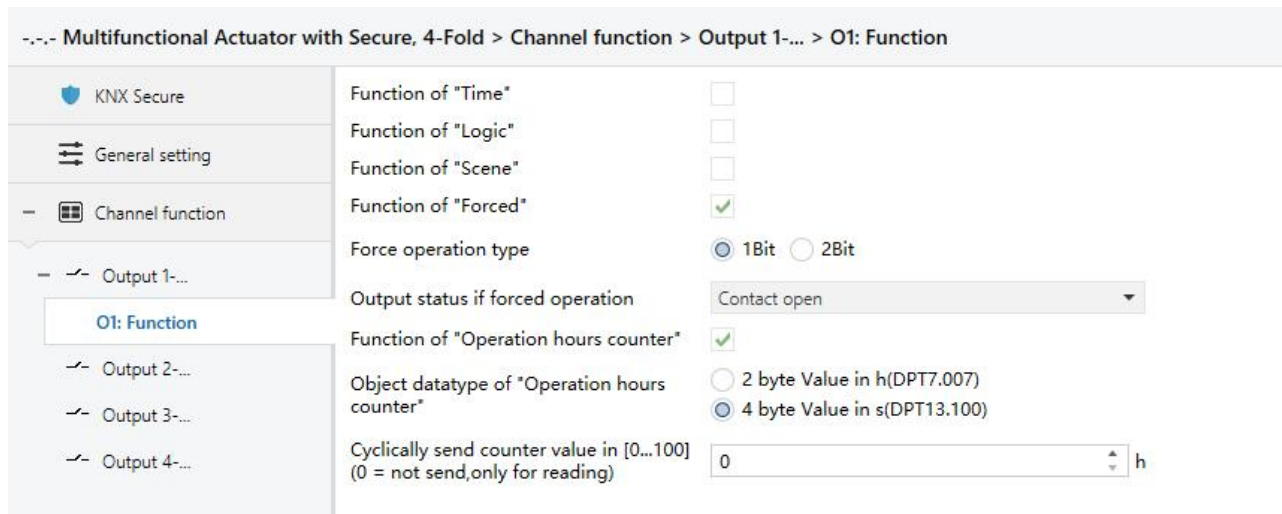 -.-.- Multifunctional Actuator with Secure, 4-Fold > Channel function > Output 1-... > O1: Function
KNX Secure
General setting
Channel function
Output 1-...
O1: Function
Output 2-...
Output 3-...
Output 4-...
Function of "Time"
Function of "Logic"
Function of "Scene"
Function of "Forced"
Force operation type
1Bit 2Bit
Output status if forced operation
Contact open
Function of "Operation hours counter"
Object datatype of "Operation hours
counter"
2 byte Value in h(DPT7.007)
4 byte Value in s(DPT13.100)
Cyclically send counter value in [0...100]
(0 = not send,only for reading)
0 h